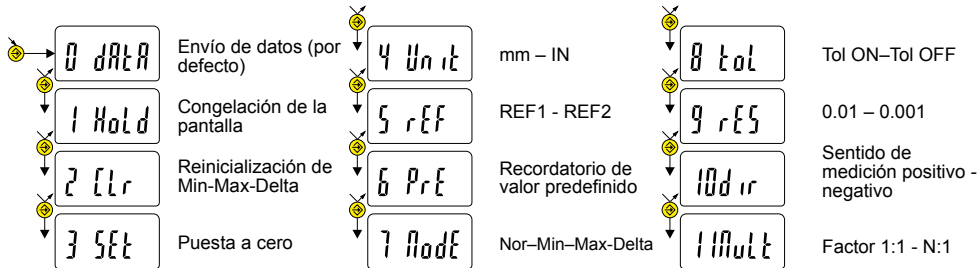 0 dAtA
Envío de datos (por
defecto)
1 Hold
Congelación de la
pantalla
2 CLr
Reinicialización de
Min-Max-Delta
3 SEt
Puesta a cero
4 Unit
mm – IN
5 rEF
REF1 - REF2
6 PrE
Recordatorio de
valor predefinido
7 ModE
Nor–Min–Max-Delta
8 toL
Tol ON–Tol OFF
9 rES
0.01 – 0.001
10dir
Sentido de
medición positivo -
negativo
11Mult
Factor 1:1 - N:1